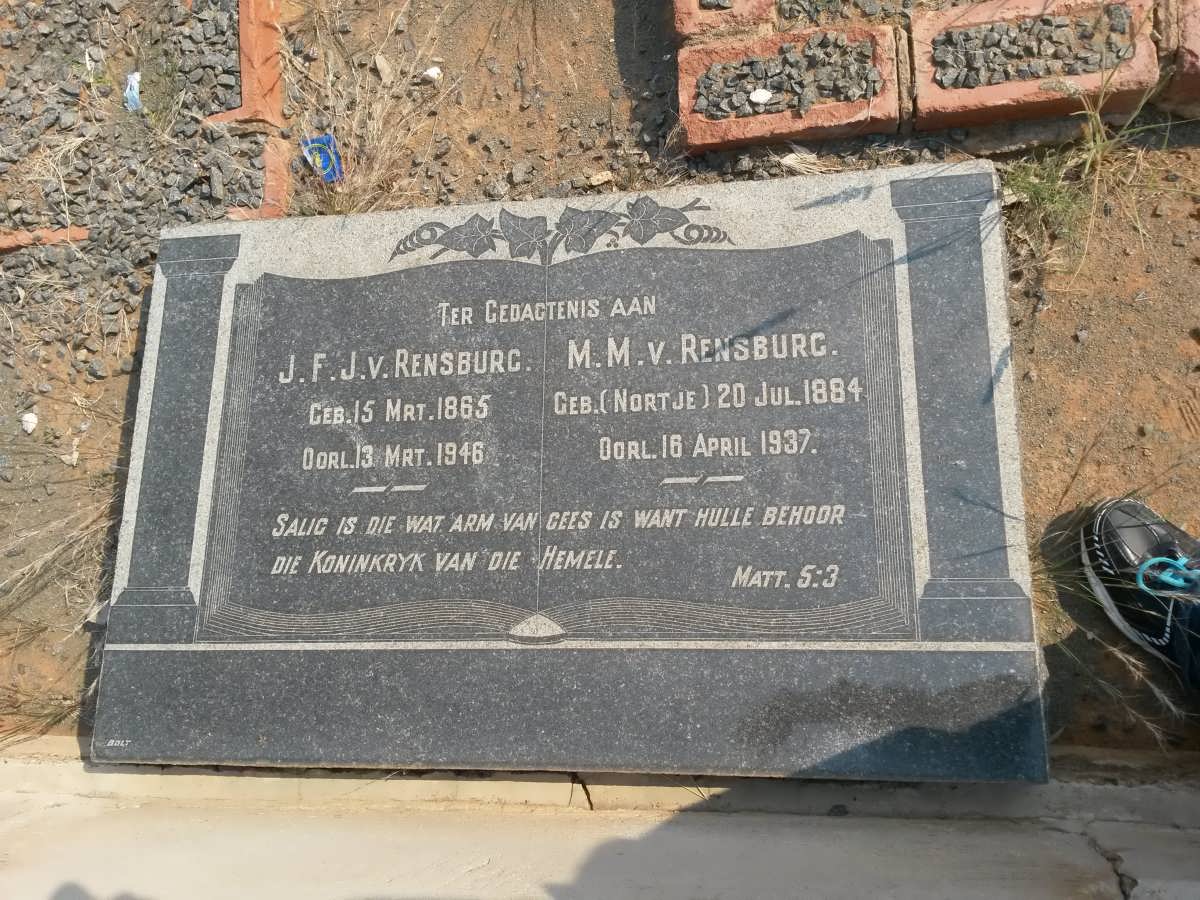 TER GEDAGTENIS AAN
J. F. J. v. RENSBURG.
GEB. 15 MRT. 1865
OORL. 13 MRT. 1946
M. M. v. RENSBURG.
GEB. (NORTJE) 20 JUL. 1884.
OORL. 16 APRIL 1937.
SALIG IS DIE WAT ARM VAN GEES IS WANT HULLE BEHOOR
DIE KONINKRYK VAN DIE HEMELE.
MATT. 5:3
BOLT